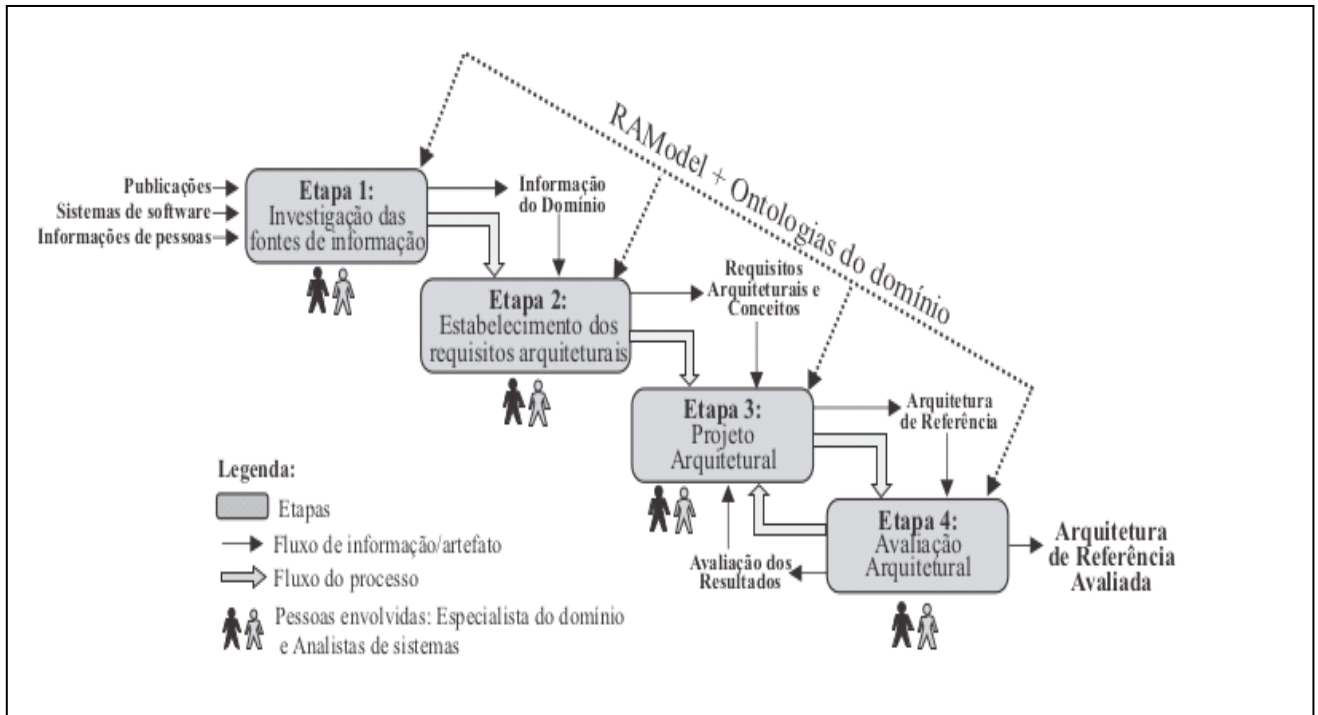 RAModel + Ontologias do domínio
Publicações
Sistemas de software
Informações de pessoas
Etapa 1:
Investigação das
fontes de informação
Informação
do Domínio
Etapa 2:
Estabelecimento dos
requisitos arquiteturais
Requisitos
Arquiteturais e
Conceitos
Etapa 3:
Projeto
Arquitetural
Arquitetura
de Referência
Etapa 4:
Avaliação
Arquitetural
Avaliação dos
Resultados
Arquitetura
de Referência
Avaliada
Legenda:
Etapas
Fluxo de informação/artefato
Fluxo do processo
Pessoas envolvidas: Especialista do domínio
e Analistas de sistemas